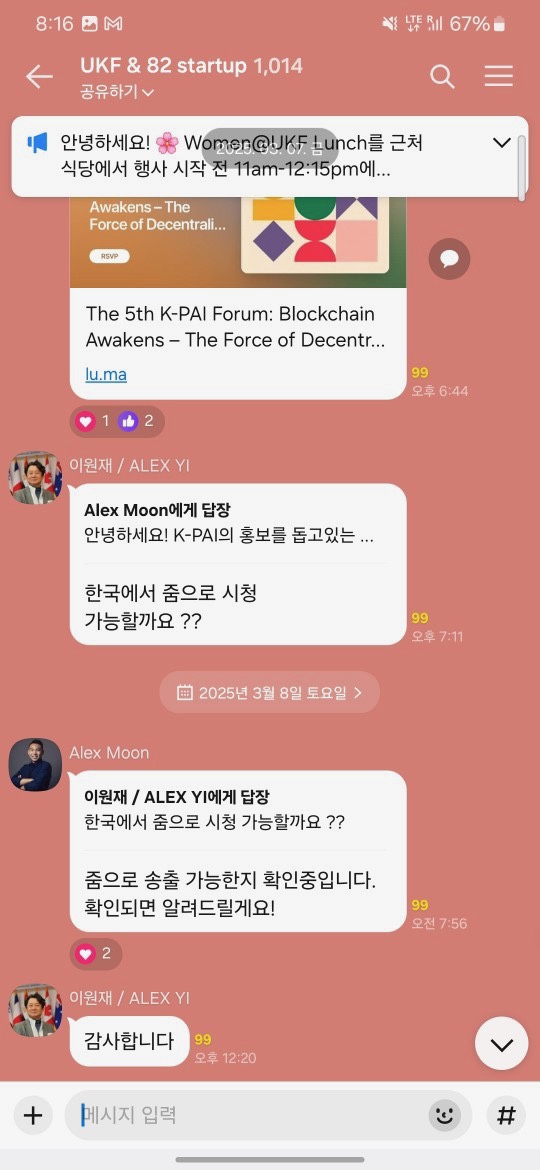 8:16
LTE
R
67%
UKF & 82 startup 1,014
공유하기
안녕하세요! 🌸 Women@UKF Lunch를 근처
2025. 03. 07. 금
식당에서 행사 시작 전 11am-12:15pm에...
Awakens – The
Force of Decentrali...
RSVP
The 5th K-PAI Forum: Blockchain
Awakens – The Force of Decentr...
lu.ma
99
오후 6:44
1 2
이원재 / ALEX YI
Alex Moon에게 답장
안녕하세요! K-PAI의 홍보를 돕고있는 ...
한국에서 줌으로 시청
가능할까요 ??
99
오후 7:11
2025년 3월 8일 토요일
Alex Moon
이원재 / ALEX YI에게 답장
한국에서 줌으로 시청 가능할까요 ??
줌으로 송출 가능한지 확인중입니다.
확인되면 알려드릴게요!
99
오전 7:56
2
이원재 / ALEX YI
감사합니다
99
오후 12:20
메시지 입력
#